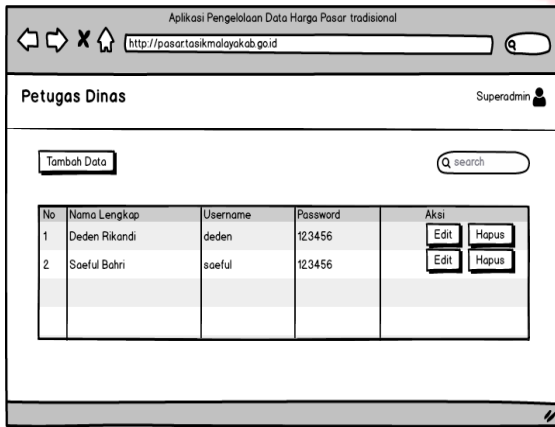 Aplikasi Pengelolaan Data Harga Pasar tradisional
http://pasartasikmalayakab.go.id
Petugas Dinas
Superadmin
Tambah Data
search
No Nama Lengkap Username Password Aksi
1 Deden Rikandi deden 123456 Edit Hapus
2 Saeful Bahri saeful 123456 Edit Hapus